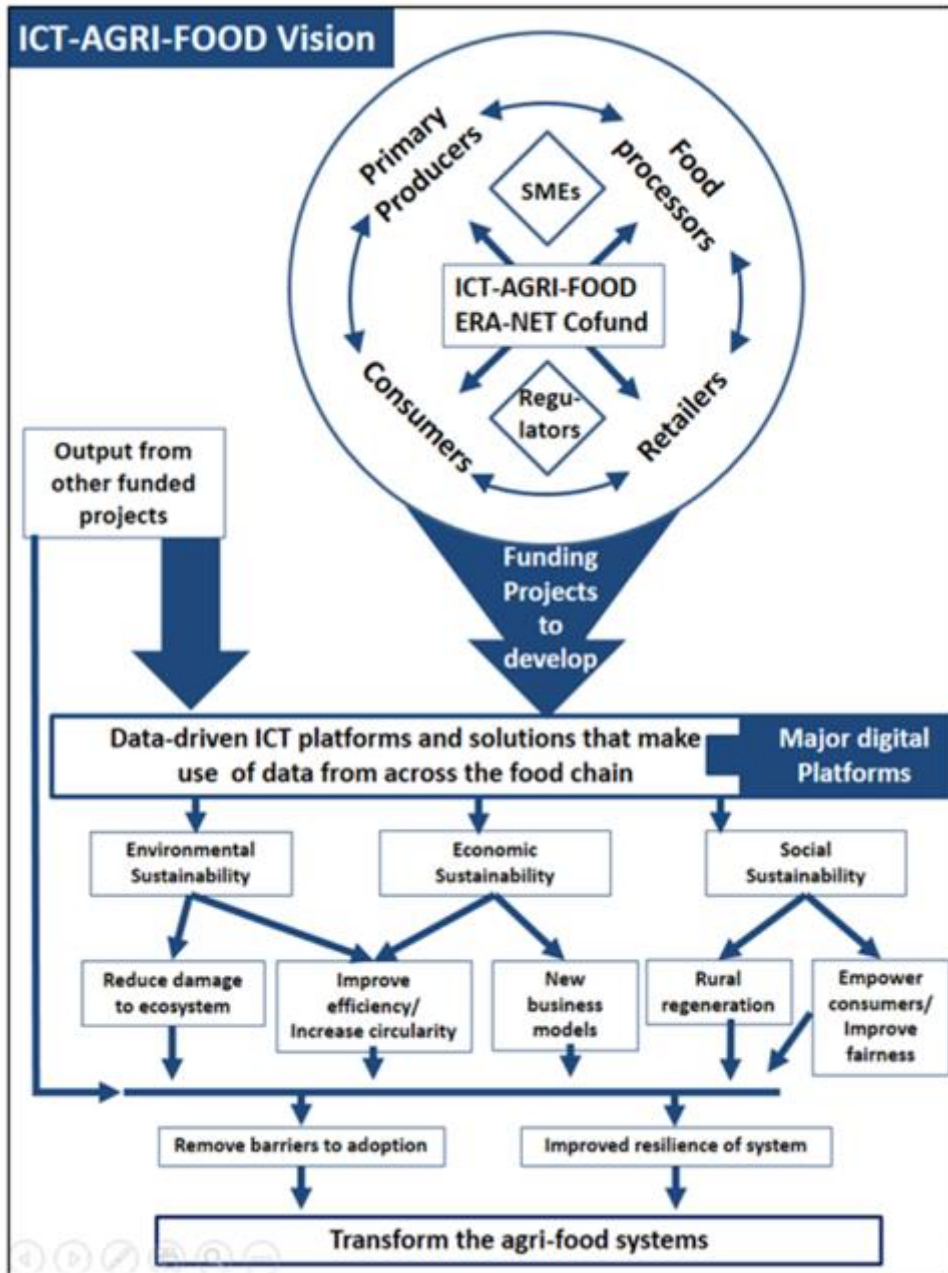 ICT-AGRI-FOOD Vision
Primary
Producers
Food
processors
SMEs
ICT-AGRI-FOOD
ERA-NET Cofund
Consumers
Regu-
lators
Retailers
Output from
other funded
projects
Funding
Projects
to
develop
Data-driven ICT platforms and solutions that make
use of data from across the food chain
Major digital
Platforms
Environmental
Sustainability
Economic
Sustainability
Social
Sustainability
Reduce damage
to ecosystem
Improve
efficiency/
Increase circularity
New
business
models
Rural
regeneration
Empower
consumers/
Improve
fairness
Remove barriers to adoption
Improved resilience of system
Transform the agri-food systems